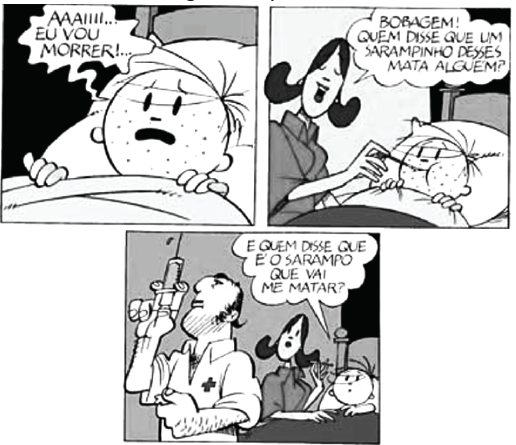 AAAIIII...
EU VOU
MORRER!...
BOBAGEM!
QUEM DISSE QUE UM
SARAMPINHO DESSES
MATA ALGUÉM?
E QUEM DISSE QUE
É O SARAMPO
QUE VAI
ME MATAR?